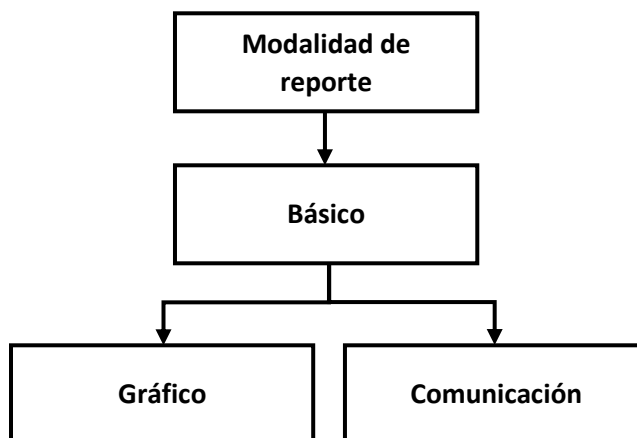 Modalidad de
reporte
Básico
Gráfico
Comunicación